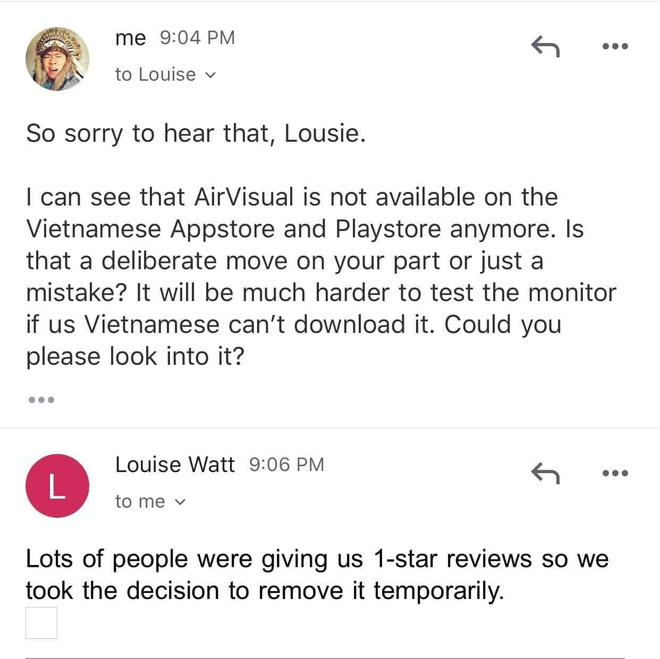 me 9:04 PM
to Louise
So sorry to hear that, Lousie.
I can see that AirVisual is not available on the
Vietnamese Appstore and Playstore anymore. Is
that a deliberate move on your part or just a
mistake? It will be much harder to test the monitor
if us Vietnamese can’t download it. Could you
please look into it?
L
Louise Watt 9:06 PM
to me
Lots of people were giving us 1-star reviews so we
took the decision to remove it temporarily.